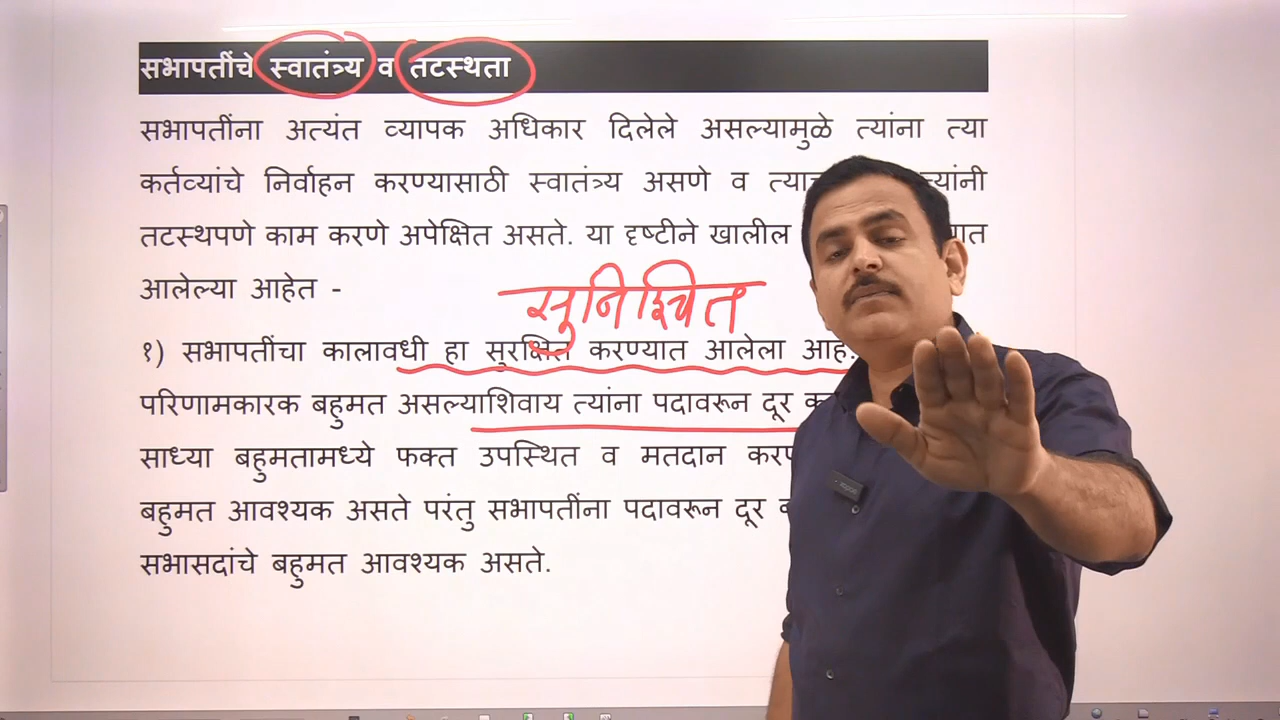 सभापतींचे स्वातंत्र्य व तटस्थता
सभापतींना अत्यंत व्यापक अधिकार दिलेले असल्यामुळे त्यांना त्या
कर्तव्यांचे निर्वाहन करण्यासाठी स्वातंत्र्य असणे व
तटस्थपणे काम करणे अपेक्षित असते. या दृष्टीने खालील
आलेल्या आहेत -
सुनिश्चित
१) सभापतींचा कालावधी हा सुरक्षित करण्यात आलेला आहे.
परिणामकारक बहुमत असल्याशिवाय त्यांना पदावरून दूर
साध्या बहुमतामध्ये फक्त उपस्थित व मतदान
बहुमत आवश्यक असते परंतु सभापतींना पदावरून दूर
सभासदांचे बहुमत आवश्यक असते.